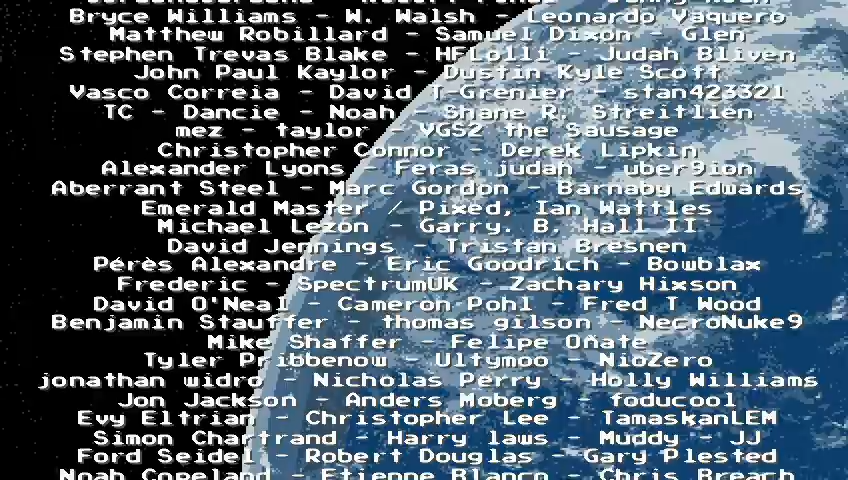 Bryce Williams - W. Walsh - Leonardo Vaquero
Matthew Robillard - Samuel Dixon - Glen
Stephen Trevas Blake - HFLolli - Judah Bliven
John Paul Kaylor - Dustin Kyle Scott
Vasco Correia - David T-Grenier - stan423321
TC - Dancie - Noah - Shane R. Streitlien
mez - taylor - VGS2 the Sausage
Christopher Connor - Derek Lipkin
Alexander Lyons - Feras judah - uber9ion
Aberrant Steel - Marc Gordon - Barnaby Edwards
Emerald Master / Pixed, Ian Wattles
Michael Lezon - Garry. B. Hall II
David Jennings - Tristan Bresnen
Pérès Alexandre - Eric Goodrich - Bowblax
Frederic - SpectrumUK - Zachary Hixson
David O'Neal - Cameron Pohl - Fred T Wood
Benjamin Stauffer - thomas gilson - NecroNuke9
Mike Shaffer - Felipe Oñate
Tyler Pribbenow - Ultymoo - NioZero
jonathan widro - Nicholas Perry - Holly Williams
Jon Jackson - Anders Moberg - foducool
Evy Eltrian - Christopher Lee - TamaskanLEM
Simon Chartrand - Harry laws - Muddy - JJ
Ford Seidel - Robert Douglas - Gary Plested
Noah Copeland - Etienne Blanco - Chris Breach